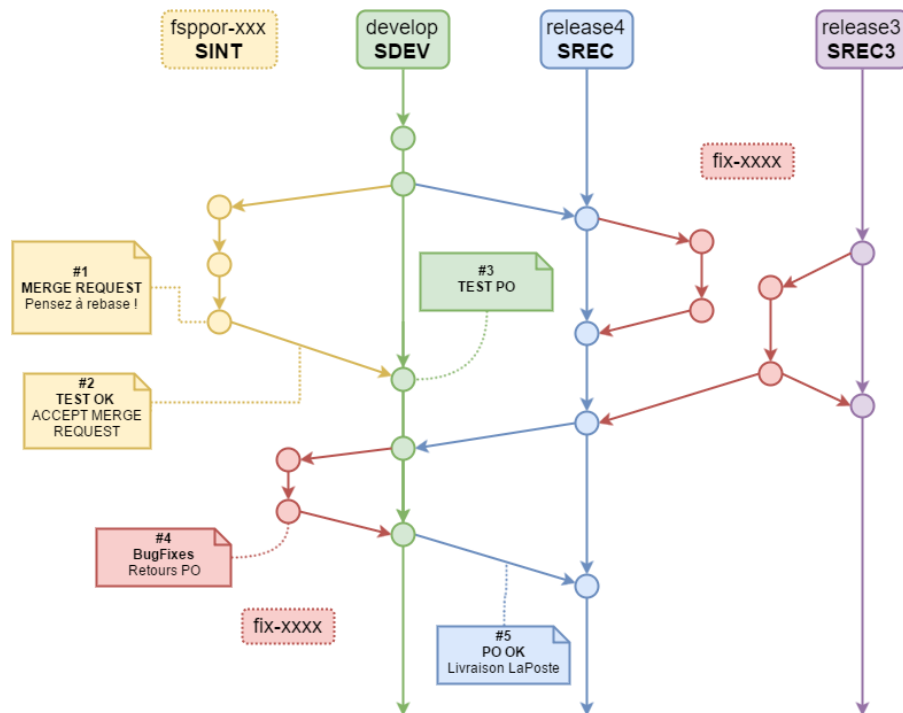 fsppor-xxx
SINT
develop
SDEV
release4
SREC
release3
SREC3
fix-xxxx
#1
MERGE REQUEST
Pensez à rebase !
#3
TEST PO
#2
TEST OK
ACCEPT MERGE
REQUEST
#4
BugFixes
Retours PO
fix-xxxx
#5
PO OK
Livraison LaPoste